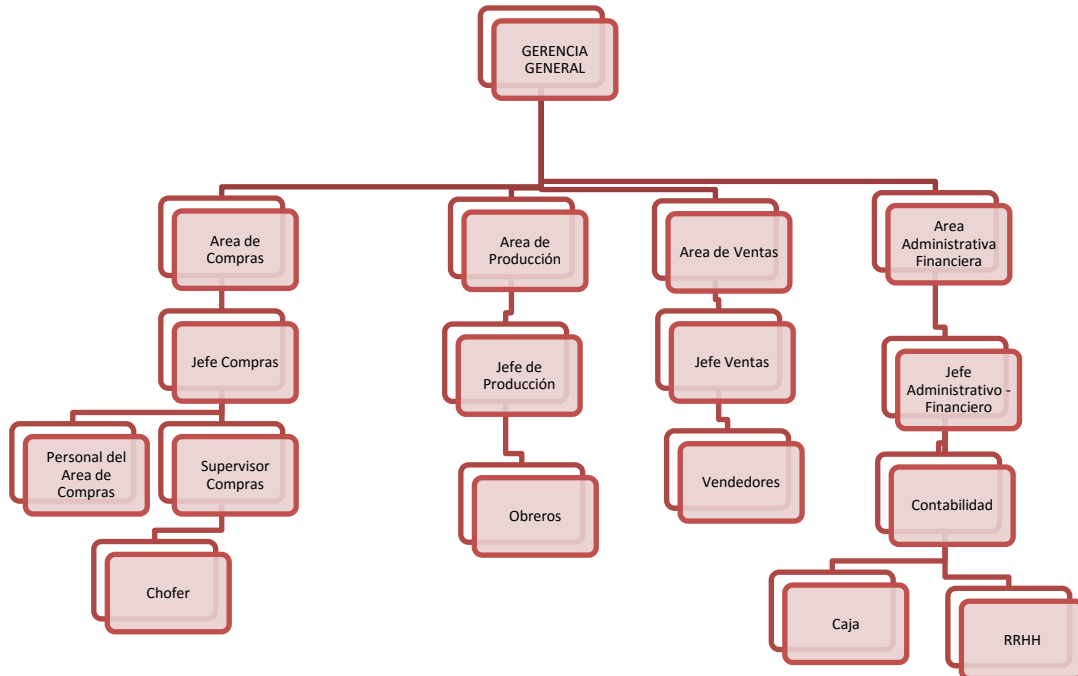 GERENCIA
GENERAL
Area de
Compras
Area de
Producción
Area de Ventas
Area
Administrativa
Financiera
Jefe Compras
Jefe de
Producción
Jefe Ventas
Jefe
Administrativo -
Financiero
Personal del
Area de
Compras
Supervisor
Compras
Obreros
Vendedores
Contabilidad
Chofer
Caja
RRHH